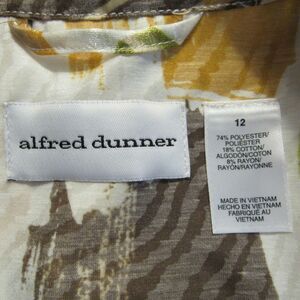 alfred dunner
12
74% POLYESTER/
POLIÉSTER
18% COTTON/
ALGODÓN/COTON
8% RAYON/
RAYÓN/RAYONNE
MADE IN VIETNAM
HECHO EN VIETNAM
FABRIQUÉ AU
VIETNAM